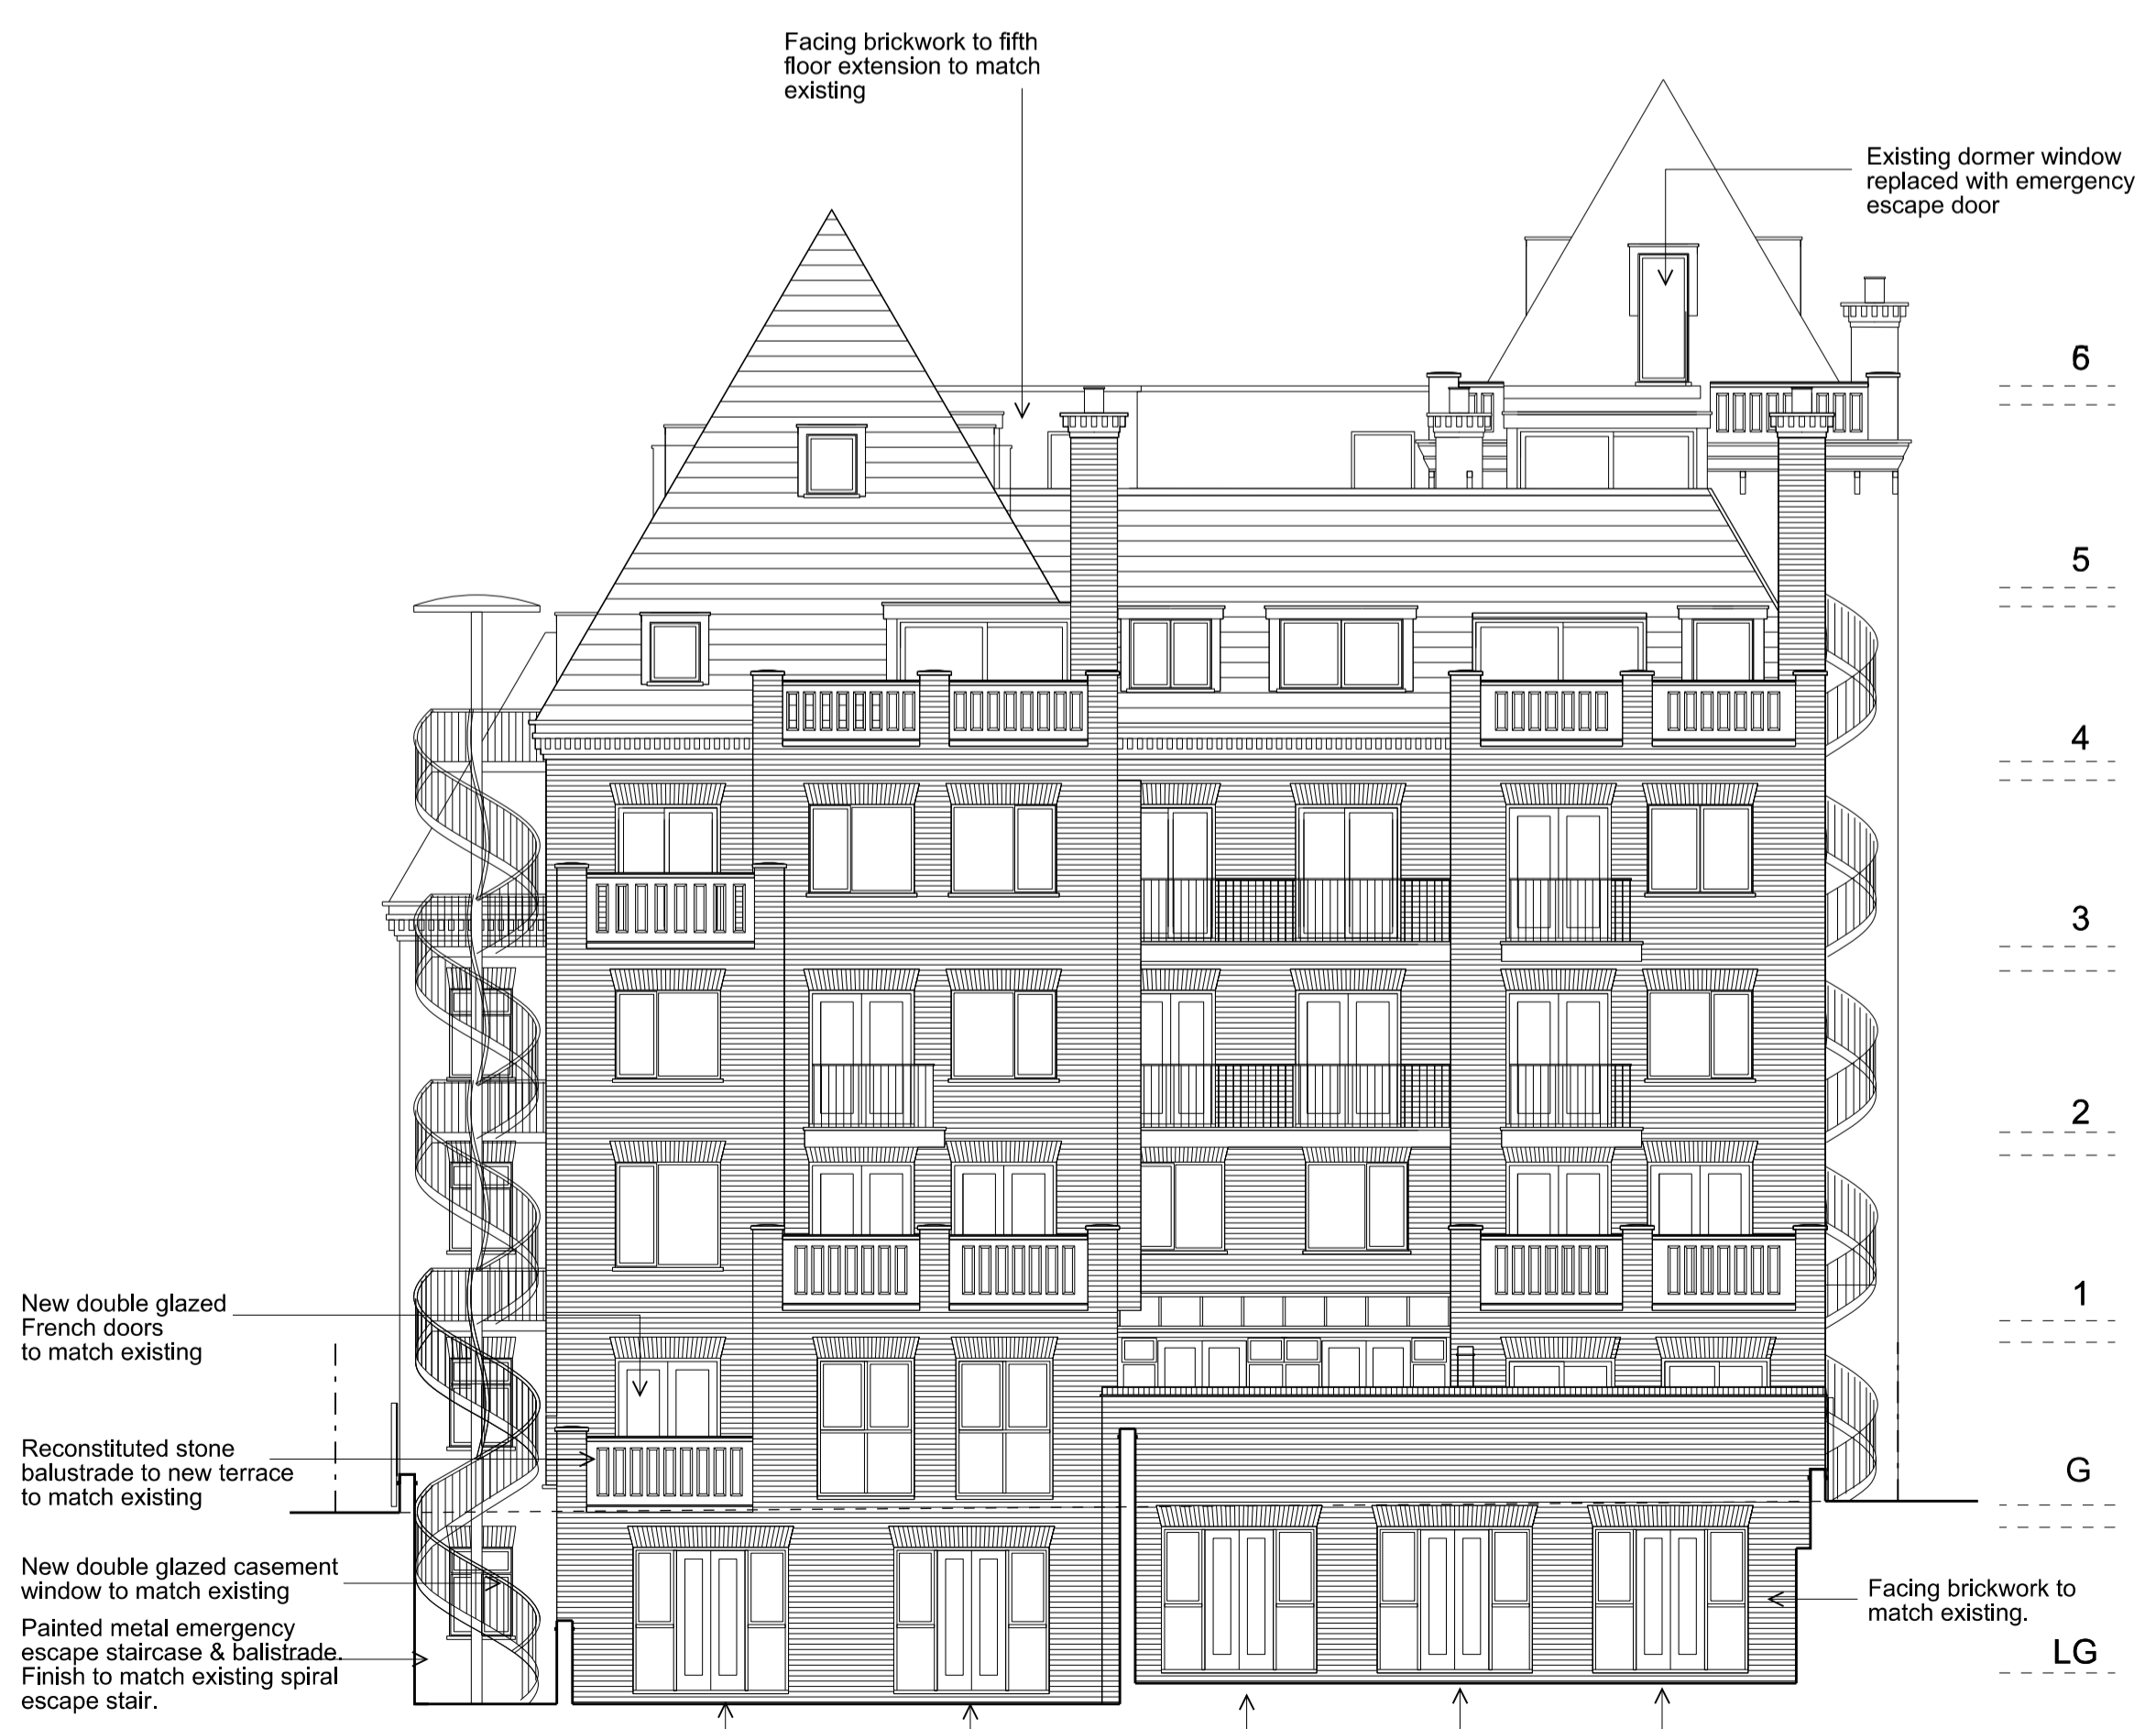 Facing brickwork to fifth
floor extension to match
existing
Existing dormer window
replaced with emergency
escape door
6
5
4
3
2
1
G
LG
New double glazed
French doors
to match existing
Reconstituted stone
balustrade to new terrace
to match existing
New double glazed casement
window to match existing
Painted metal emergency
escape staircase & balistrade.
Finish to match existing spiral
escape stair.
Facing brickwork to
match existing.